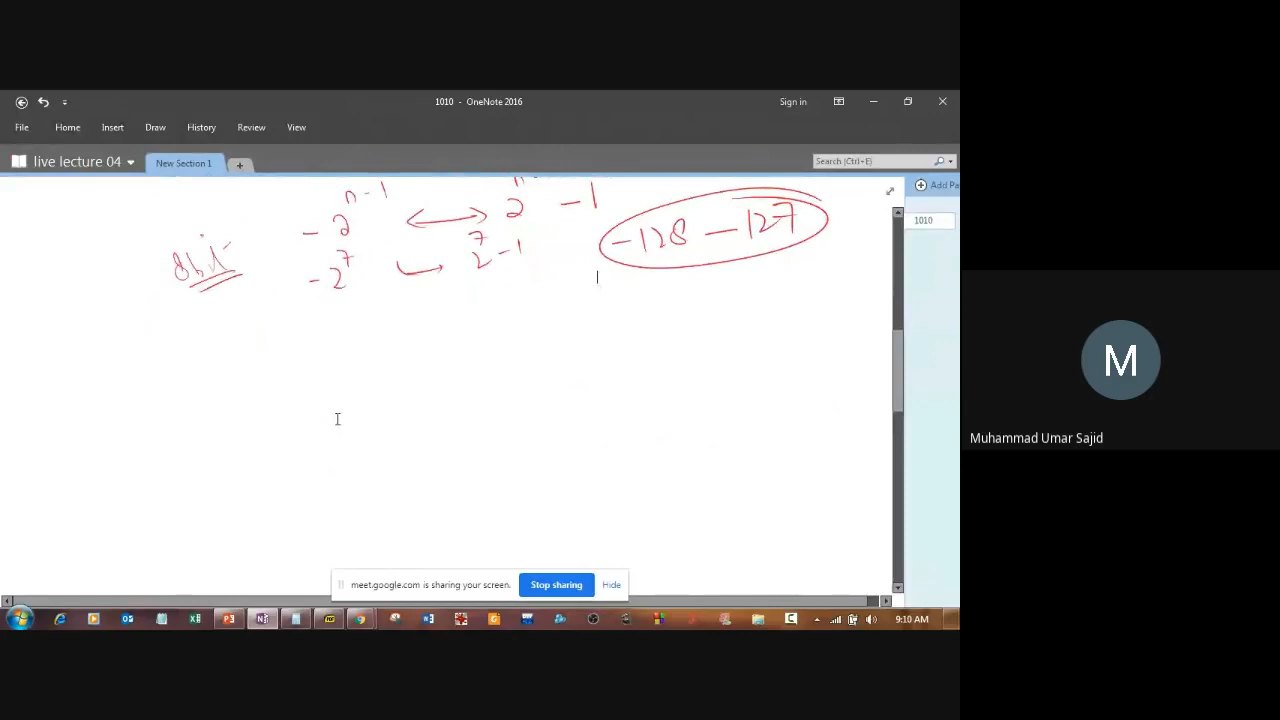 1010 - OneNote 2016
Sign in
File Home Insert Draw History Review View
live lecture 04 New Section 1
Search (Ctrl+E)
Add Pa
1010
-2^{n-1} ⟷ 2 - 1 -128 — 127
8bit -2^7 → 2^7 - 1
Muhammad Umar Sajid
M
meet.google.com is sharing your screen. Stop sharing Hide
9:10 AM